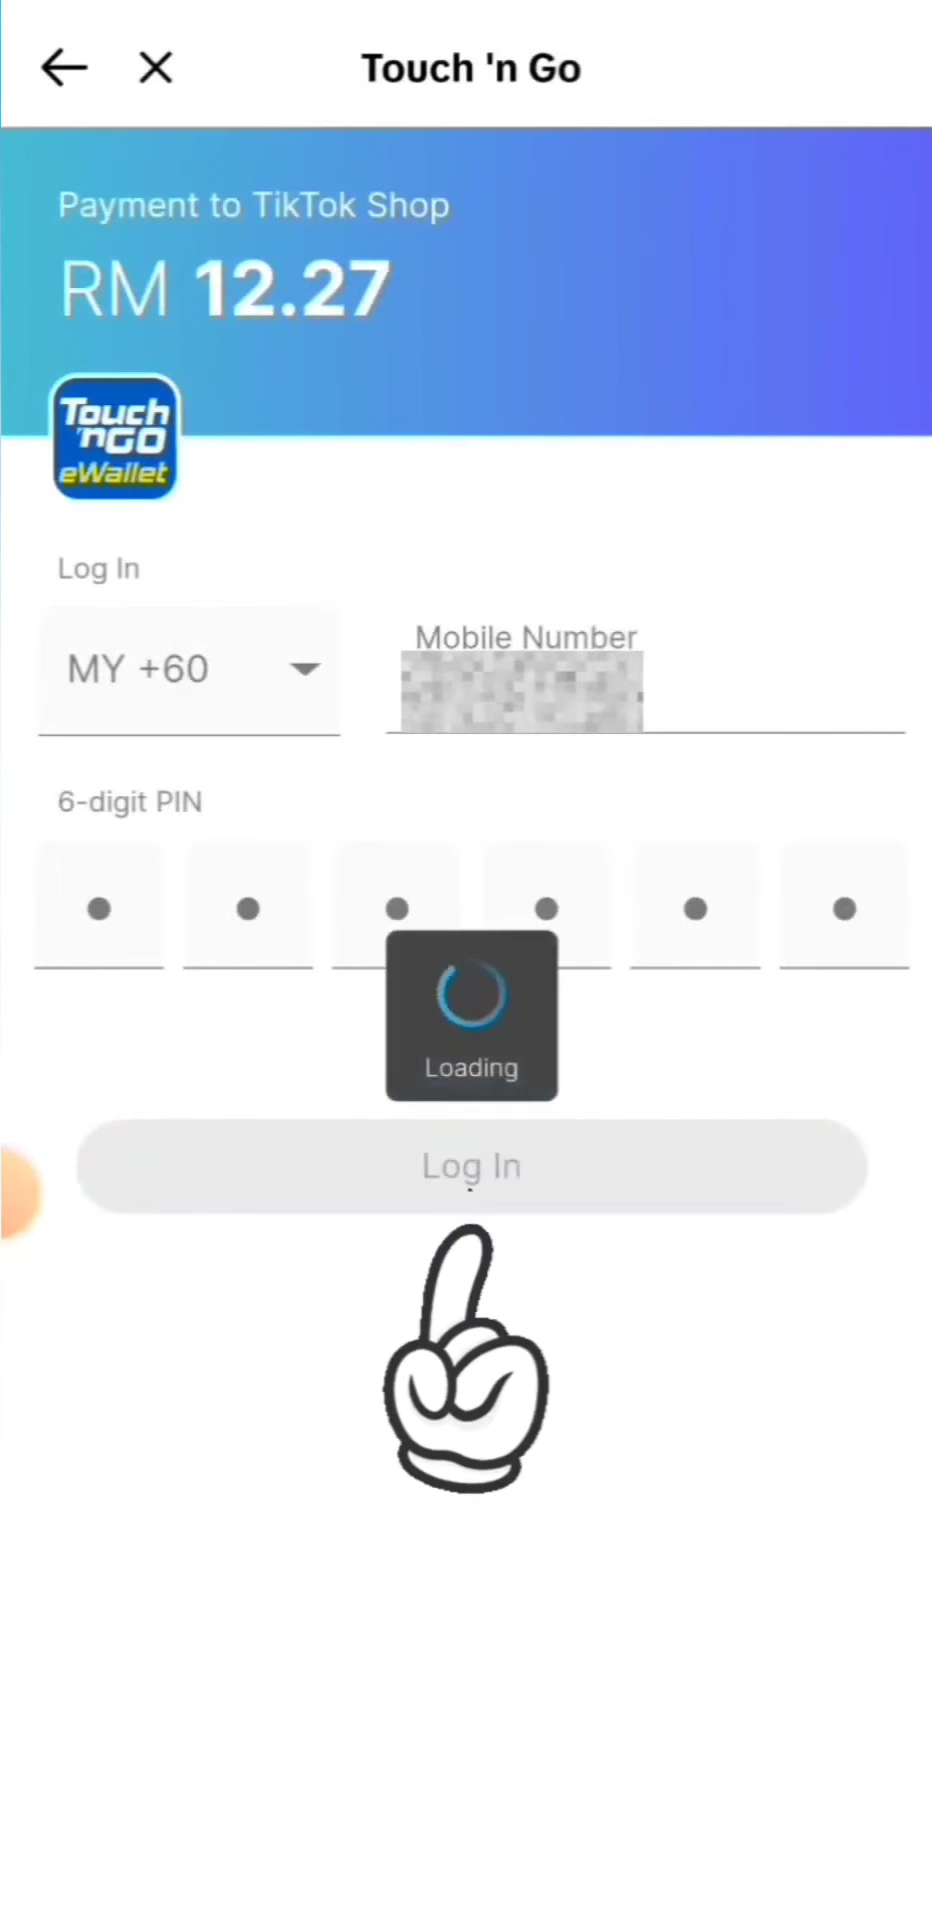 Touch 'n Go
Payment to TikTok Shop
RM 12.27
Touch
'nGO
eWallet
Log In
MY +60
Mobile Number
6-digit PIN
Loading
Log In